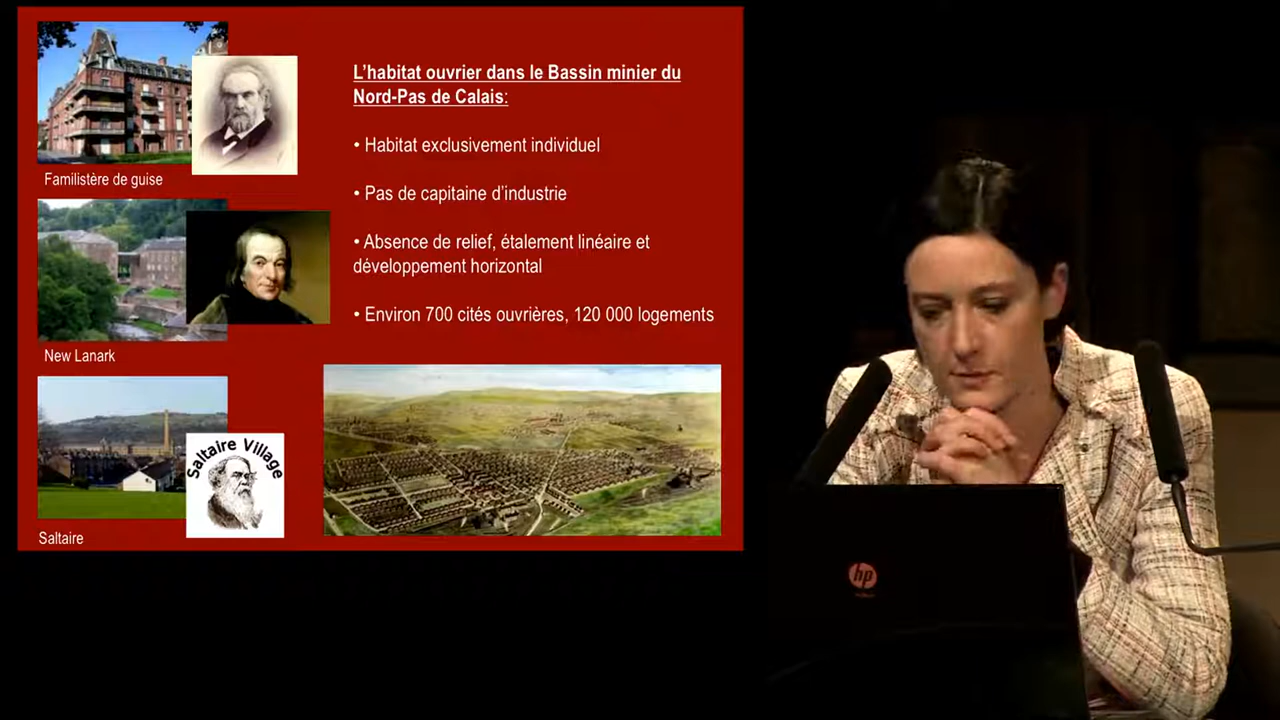 L'habitat ouvrier dans le Bassin minier du
Nord-Pas de Calais:
• Habitat exclusivement individuel
• Pas de capitaine d'industrie
• Absence de relief, étalement linéaire et
développement horizontal
• Environ 700 cités ouvrières, 120 000 logements
Familistère de guise
New Lanark
Saltaire Village
Saltaire
hp